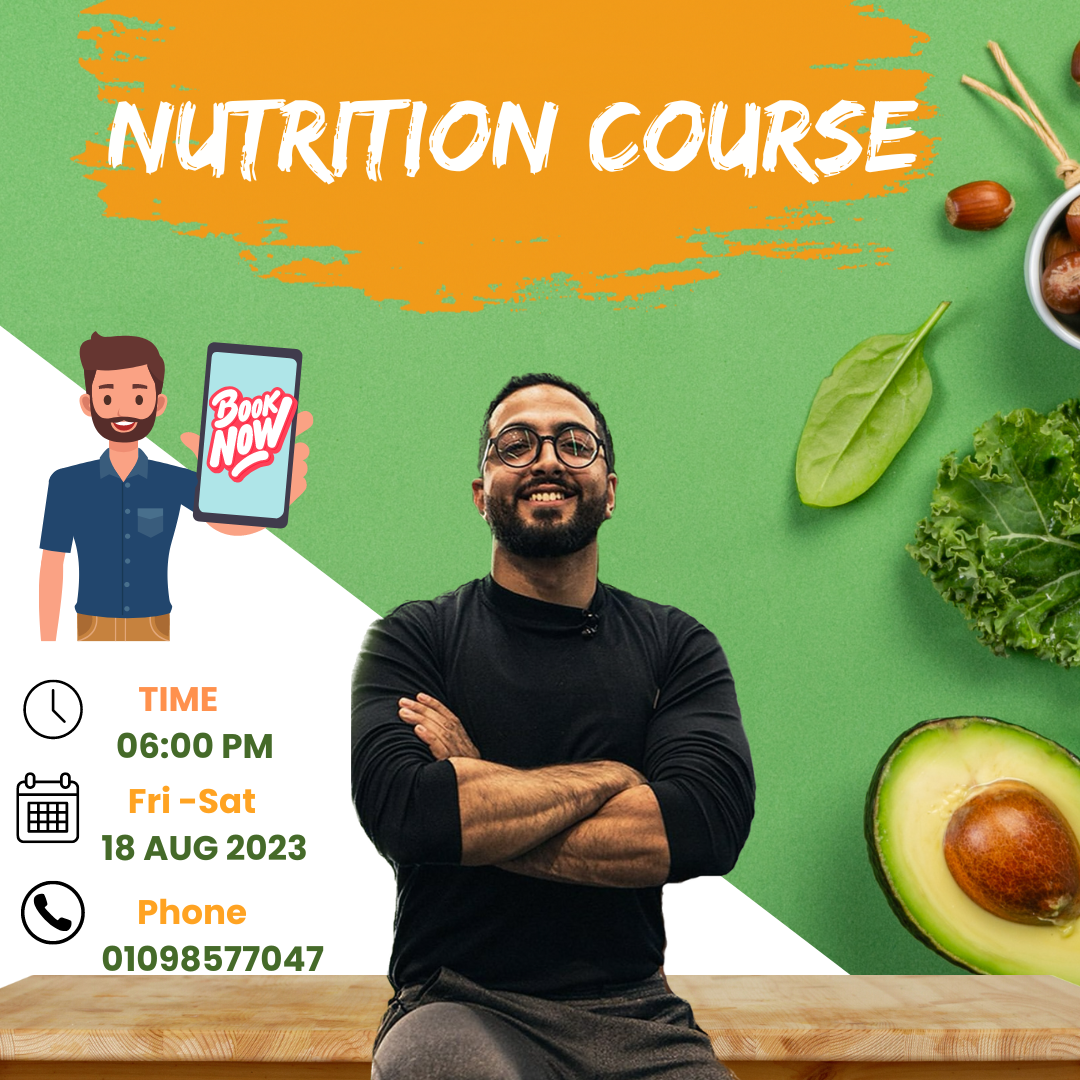 NUTRITION COURSE
BOOK
NOW
TIME
06:00 PM
Fri -Sat
18 AUG 2023
Phone
01098577047